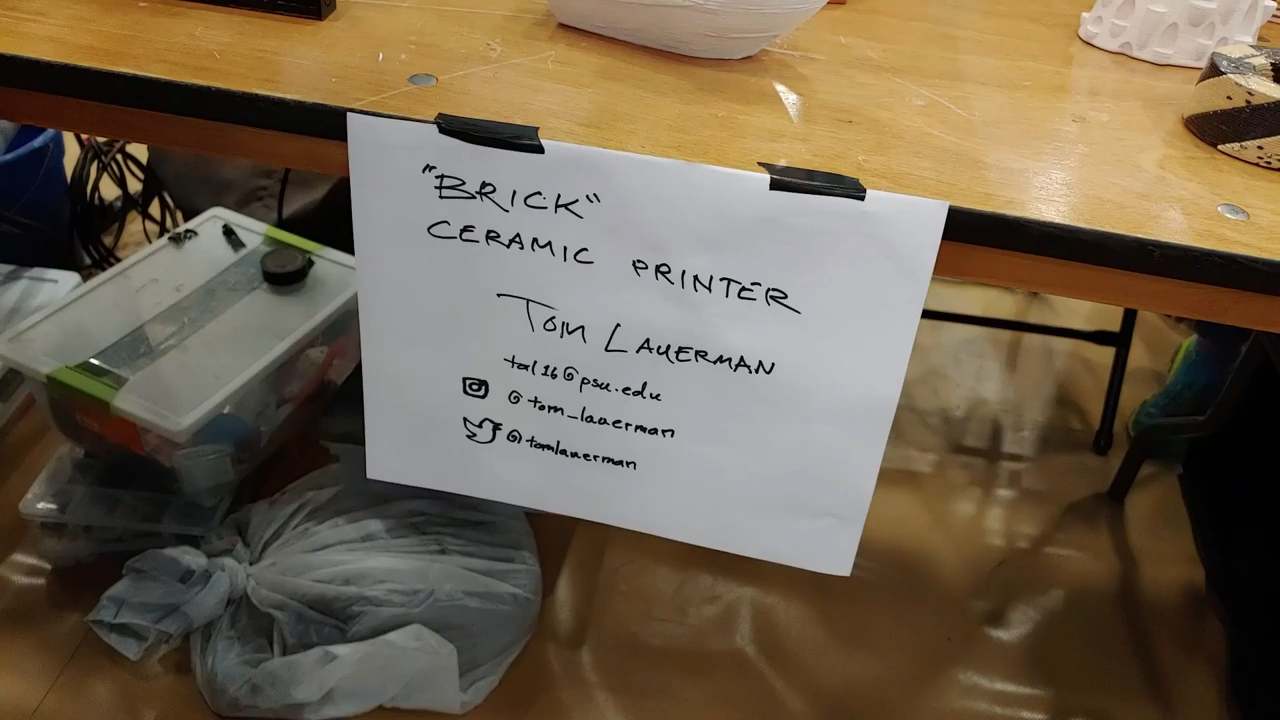 "BRICK"
CERAMIC PRINTER
TOM LAUERMAN
tal16@psu.edu
@tom_lauerman
@tomlauerman